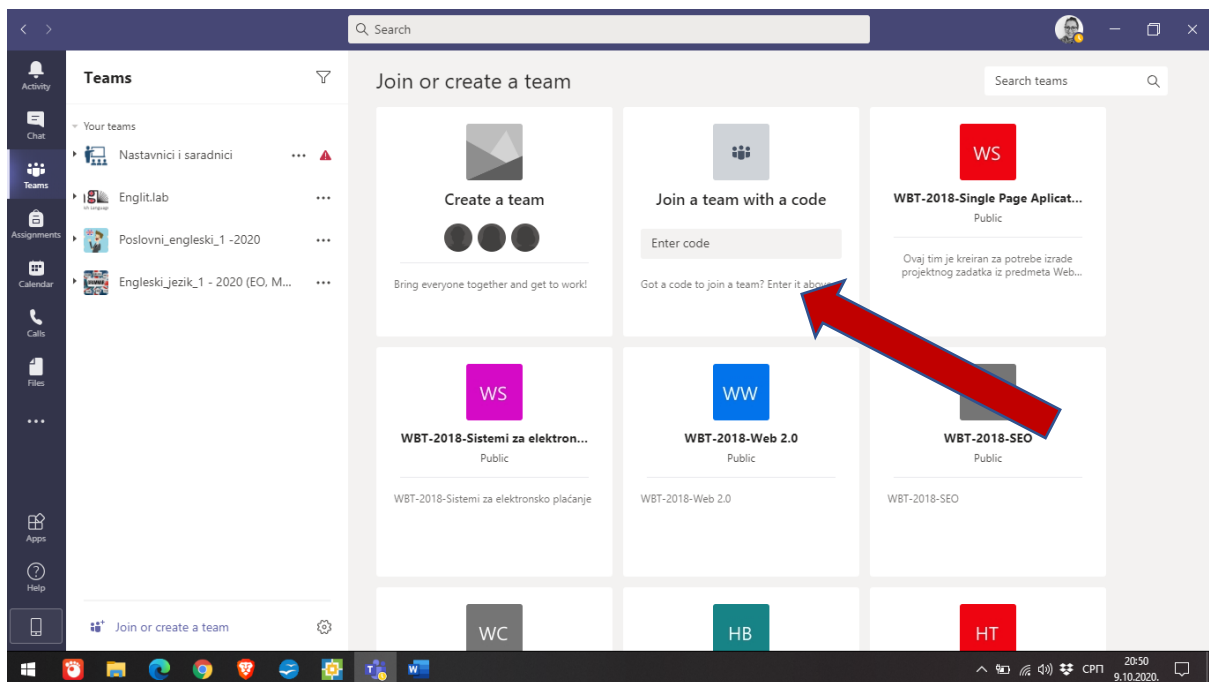 Search
Activity
Chat
Teams
Assignments
Calendar
Calls
Files
Apps
Help
Teams
Your teams
Nastavnici i saradnici
Englit.lab
Poslovni_engleski_1 -2020
Engleski_jezik_1 - 2020 (EO, M...
Join or create a team
Join or create a team
Search teams
Create a team
Bring everyone together and get to work!
Join a team with a code
Enter code
Got a code to join a team? Enter it
WS
WBT-2018-Single Page Aplicat...
Public
Ovaj tim je kreiran za potrebe izrade
projektnog zadatka iz predmeta Web...
WS
WBT-2018-Sistemi za elektron...
Public
WBT-2018-Sistemi za elektronsko plaćanje
WW
WBT-2018-Web 2.0
Public
WBT-2018-Web 2.0
WBT-2018-SEO
Public
WBT-2018-SEO
WC
HB
HT
СРП
20:50
9.10.2020.